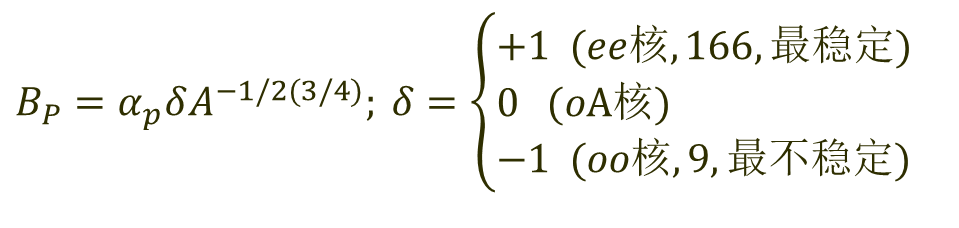 +1 (ee核, 166, 最稳定)
B_P = α_p δA^{−1/2(3/4)}; δ = { 0 (oA核)
−1 (oo核, 9, 最不稳定)